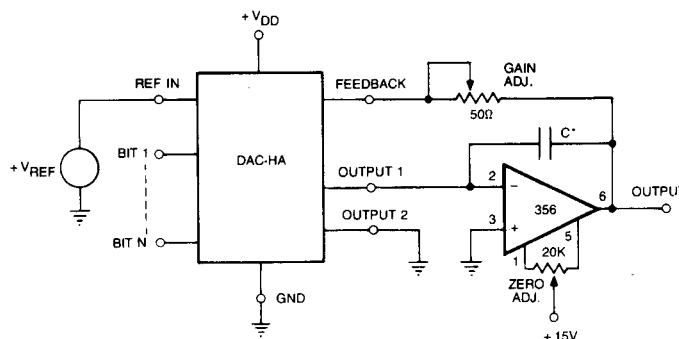 + VDD
REF IN
FEEDBACK
GAIN
ADJ.
50Ω
C*
+ VREF
BIT 1
DAC-HA
OUTPUT 1
2
−
6
OUTPU
356
OUTPUT 2
3
+
5
BIT N
1
20K
ZERO
ADJ.
GND
+ 15V